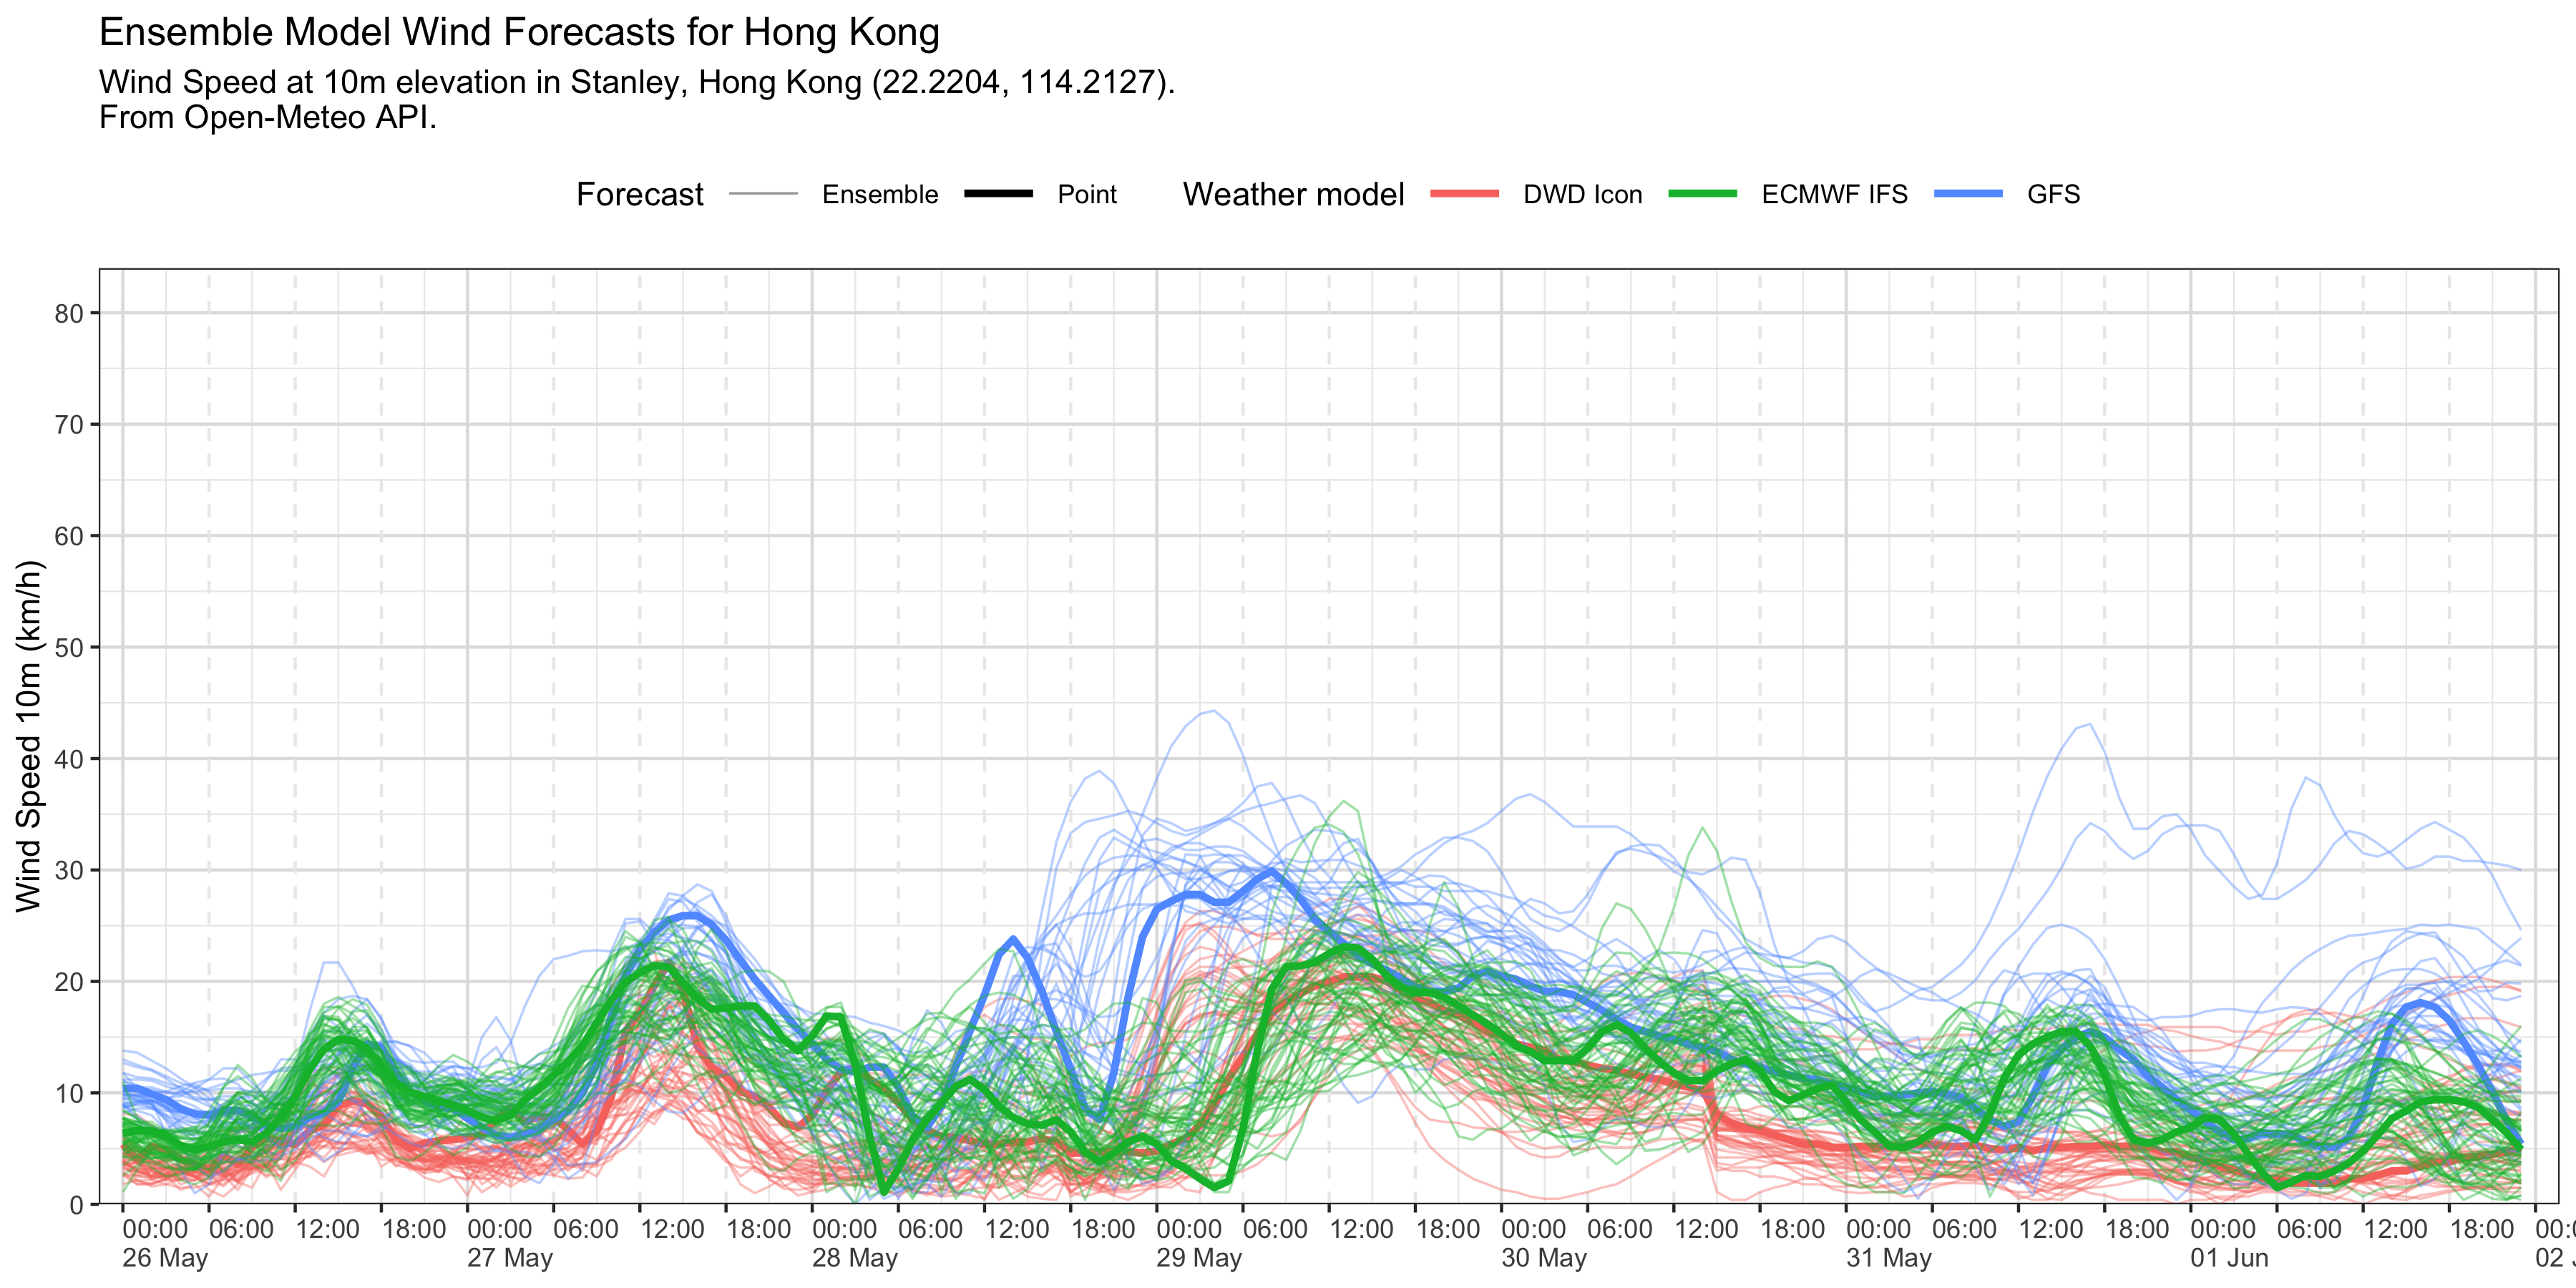 Ensemble Model Wind Forecasts for Hong Kong
Wind Speed at 10m elevation in Stanley, Hong Kong (22.2204, 114.2127).
From Open-Meteo API.
Forecast Ensemble Point Weather model DWD Icon ECMWF IFS GFS
Wind Speed 10m (km/h)
80
70
60
50
40
30
20
10
0
00:00 06:00 12:00 18:00 00:00 06:00 12:00 18:00 00:00 06:00 12:00 18:00 00:00 06:00 12:00 18:00 00:00 06:00 12:00 18:00 00:00 06:00 12:00 18:00 00:00 06:00 12:00 18:00
26 May 27 May 28 May 29 May 30 May 31 May 01 Jun 02